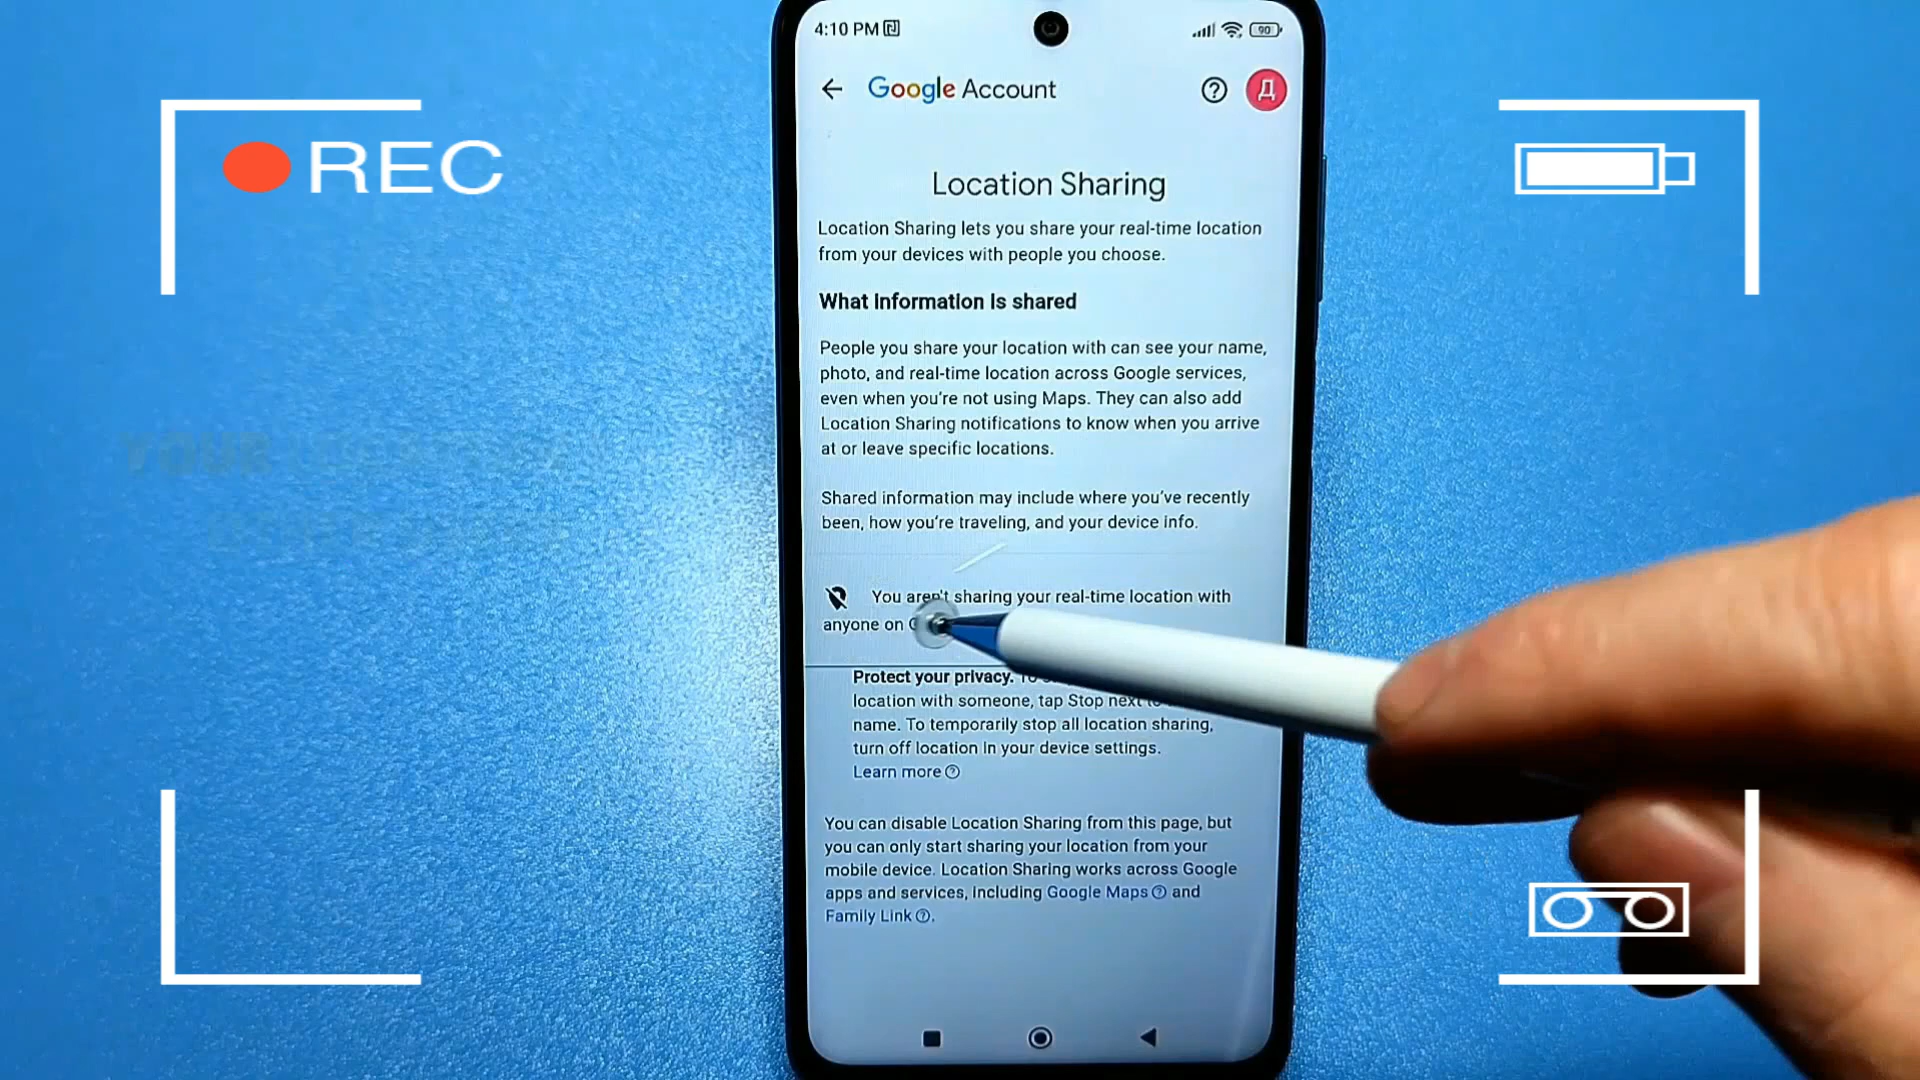 4:10 PM
90
REC
Google Account
Д
Location Sharing
Location Sharing lets you share your real-time location
from your devices with people you choose.
What information is shared
People you share your location with can see your name,
photo, and real-time location across Google services,
even when you're not using Maps. They can also add
Location Sharing notifications to know when you arrive
at or leave specific locations.
YOUR
Shared information may include where you've recently
been, how you're traveling, and your device info.
You aren't sharing your real-time location with
anyone on
Protect your privacy.
location with someone, tap Stop next
name. To temporarily stop all location sharing,
turn off location in your device settings.
Learn more
You can disable Location Sharing from this page, but
you can only start sharing your location from your
mobile device. Location Sharing works across Google
apps and services, including Google Maps and
Family Link.